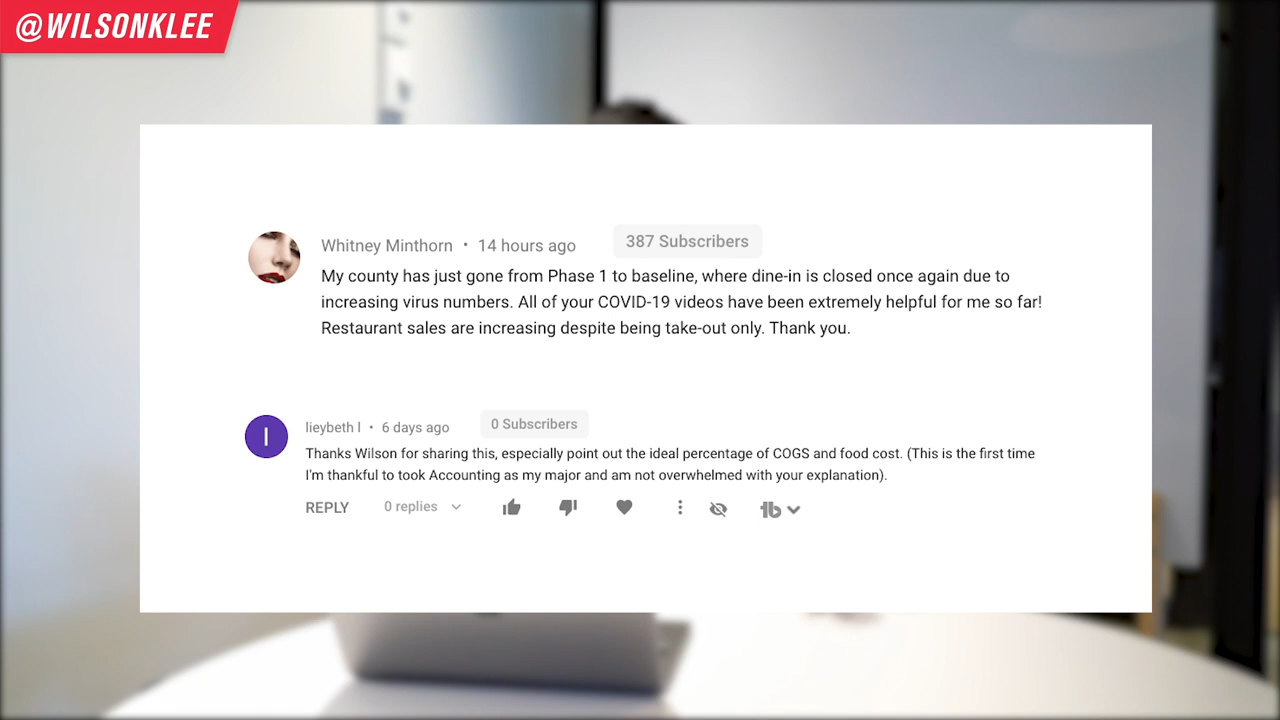 @WILSONKLEE
Whitney Minthorn • 14 hours ago
387 Subscribers
My county has just gone from Phase 1 to baseline, where dine-in is closed once again due to
increasing virus numbers. All of your COVID-19 videos have been extremely helpful for me so far!
Restaurant sales are increasing despite being take-out only. Thank you.
l
lieybeth l • 6 days ago
0 Subscribers
Thanks Wilson for sharing this, especially point out the ideal percentage of COGS and food cost. (This is the first time
I'm thankful to took Accounting as my major and am not overwhelmed with your explanation).
REPLY
0 replies
tb